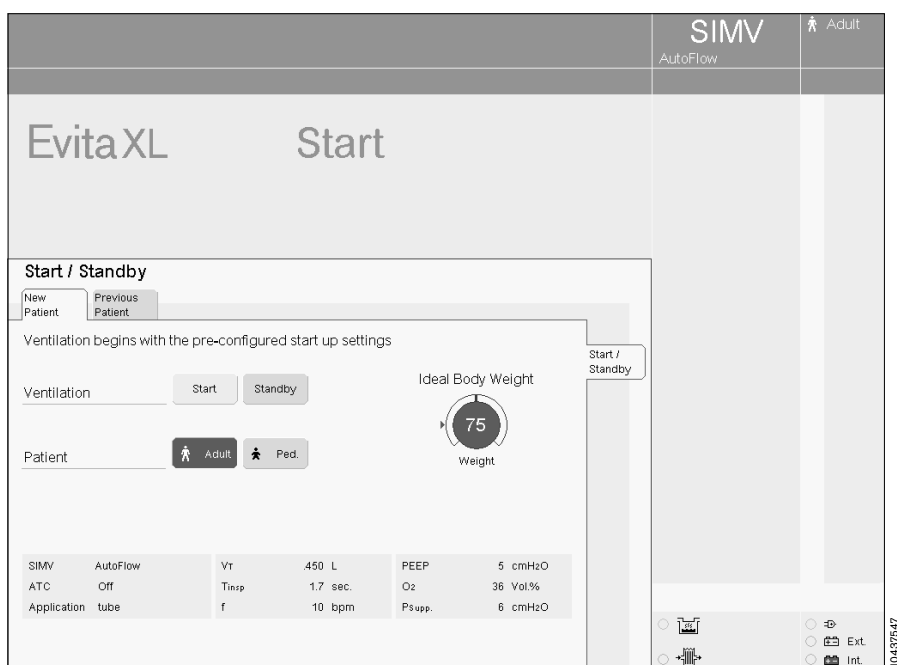 SIMV
Adult
AutoFlow
Evita XL Start
Start / Standby
New Patient
Previous Patient
Ventilation begins with the pre-configured start up settings
Start / Standby
Ideal Body Weight
Ventilation Start Standby
75
Patient Adult Ped.
Weight
SIMV AutoFlow VT .450 L PEEP 5 cmH2O
ATC Off Tinsp 1.7 sec. O2 36 Vol.%
Application tube f 10 bpm Psupp. 6 cmH2O
Ext.
Int.